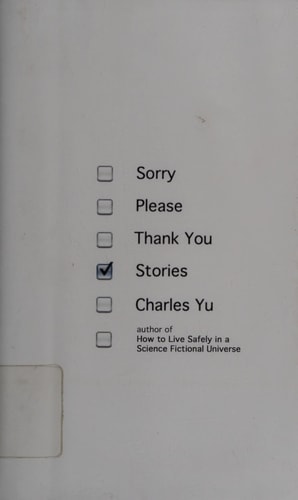 Sorry
Please
Thank You
Stories
Charles Yu
author of
How to Live Safely in a
Science Fictional Universe